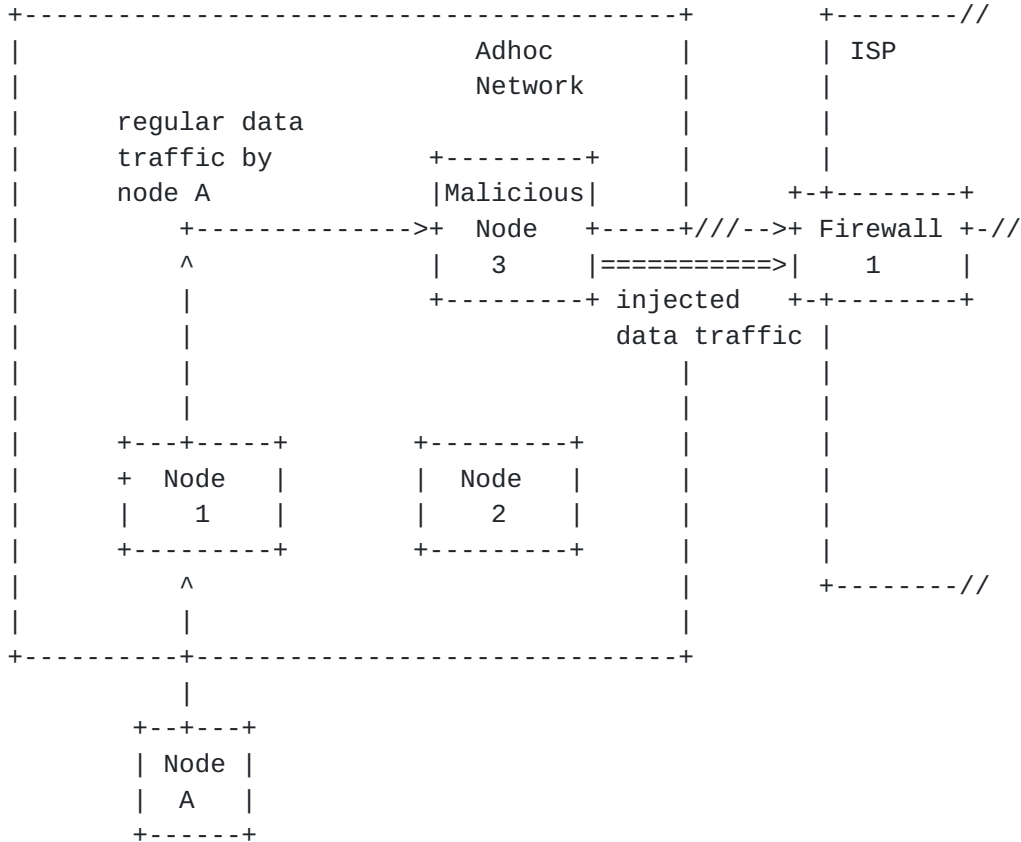 +------------------------------------------+        +--------//
|                             Adhoc        |        | ISP
|                             Network      |        |
|      regular data                        |        |
|      traffic by          +---------+     |        |
|      node A              |Malicious|     |      +-+--------+
|          +-------------->+  Node   +-----+///-->+ Firewall +-//
|          ^               |   3     |===========>|    1     |
|          |               +---------+ injected   +-+--------+
|          |                           data traffic |
|          |                               |        |
|          |                               |        |
|      +---+-----+        +---------+      |        |
|      +  Node   |        |  Node   |      |        |
|      |    1    |        |    2    |      |        |
|      +---------+        +---------+      |        |
|          ^                               |        +--------//
|          |                               |
+----------+-------------------------------+
           |
        +--+---+
        | Node |
        |  A   |
        +------+